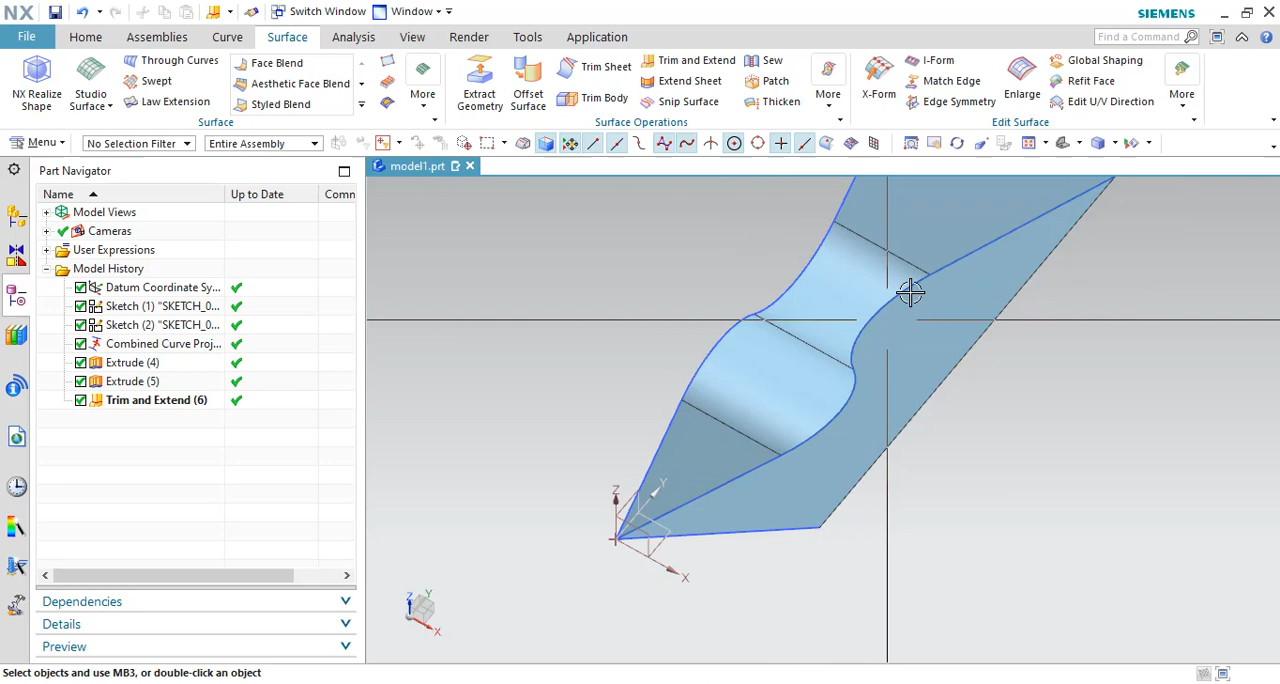 NX Switch Window Window SIEMENS
File Home Assemblies Curve Surface Analysis View Render Tools Application Find a Command
NX Realize Shape
Studio Surface
Through Curves
Swept
Law Extension
Face Blend
Aesthetic Face Blend
Styled Blend
More
Surface
Extract Geometry
Offset Surface
Trim Sheet
Trim Body
Trim and Extend
Extend Sheet
Snip Surface
Sew
Patch
Thicken
More
Surface Operations
X-Form
I-Form
Match Edge
Edge Symmetry
Enlarge
Global Shaping
Refit Face
Edit U/V Direction
More
Edit Surface
Menu No Selection Filter Entire Assembly
Part Navigator
model1.prt
Name Up to Date Comm
Model Views
Cameras
User Expressions
Model History
Datum Coordinate Sy...
Sketch (1) "SKETCH_0...
Sketch (2) "SKETCH_0...
Combined Curve Proj...
Extrude (4)
Extrude (5)
Trim and Extend (6)
Z Y
X
Z Y
X
Dependencies
Details
Preview
Select objects and use MB3, or double-click an object